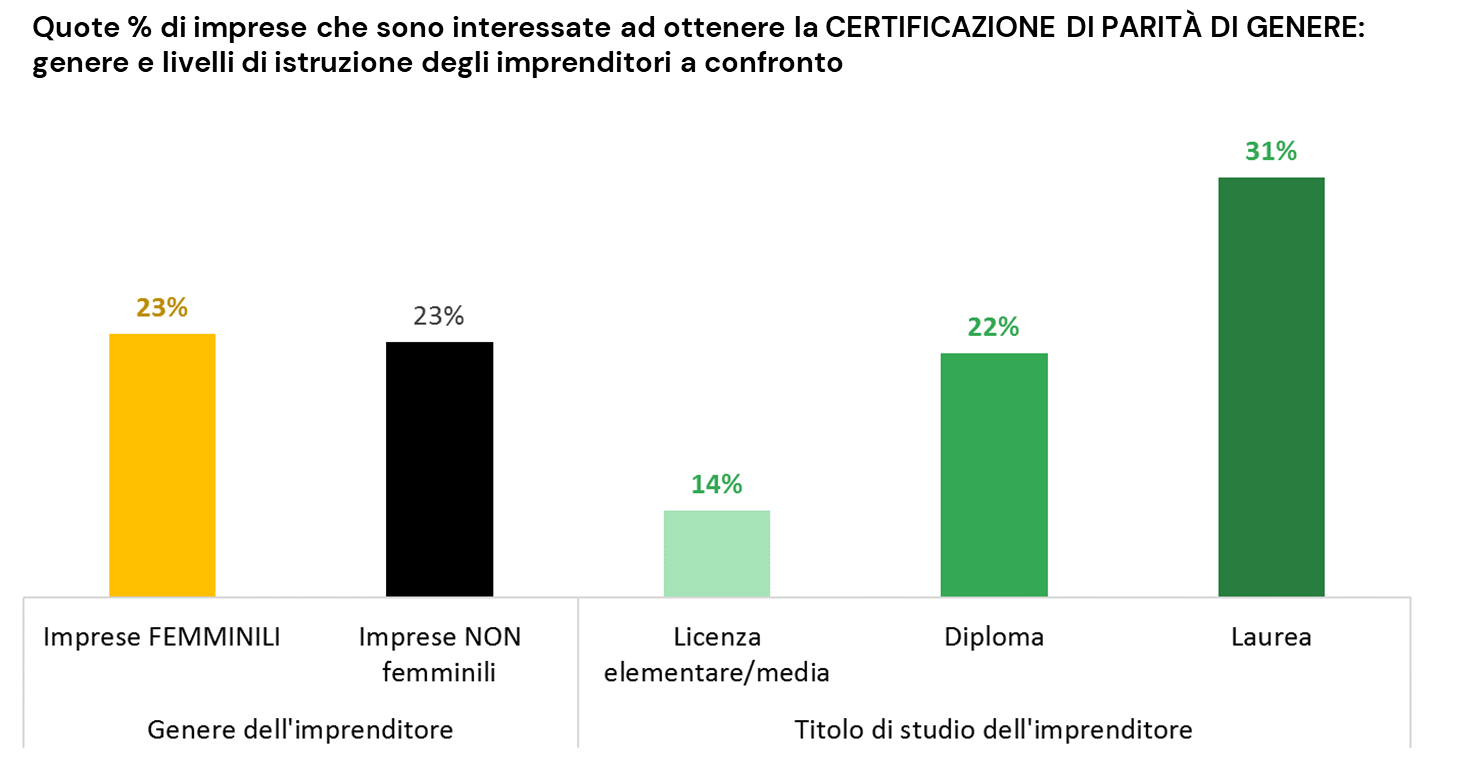 Quote % di imprese che sono interessate ad ottenere la CERTIFICAZIONE DI PARITÀ DI GENERE:
genere e livelli di istruzione degli imprenditori a confronto
23%
23%
14%
22%
31%
Imprese FEMMINILI
Imprese NON
femminili
Licenza
elementare/media
Diploma
Laurea
Genere dell'imprenditore
Titolo di studio dell'imprenditore